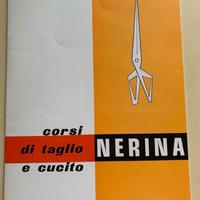 corsi
di taglio
e cucito
NERINA